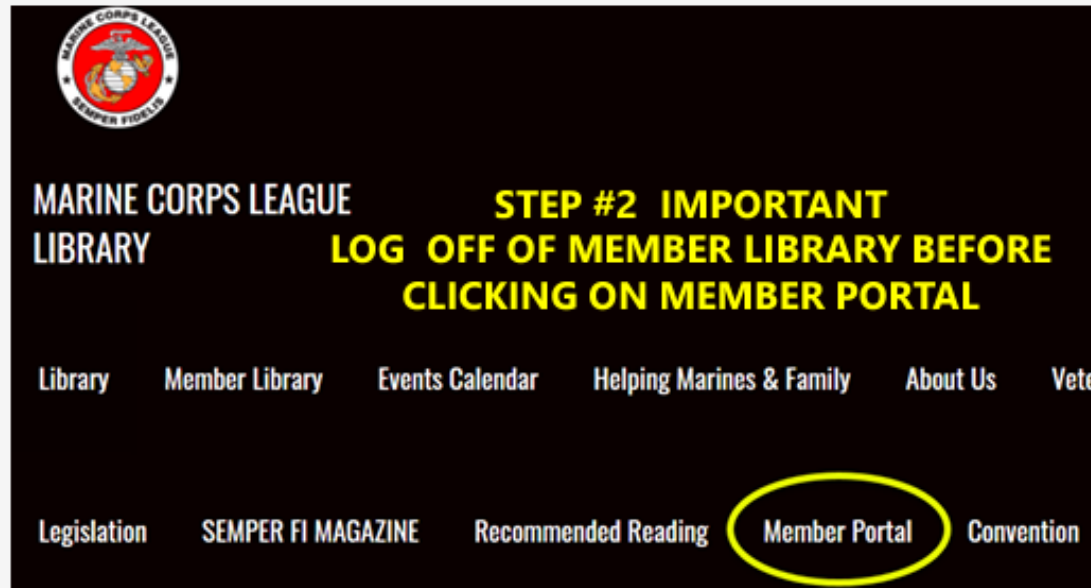 MARINE CORPS LEAGUE
SEMPER FIDELIS
MARINE CORPS LEAGUE
LIBRARY
STEP #2 IMPORTANT
LOG OFF OF MEMBER LIBRARY BEFORE
CLICKING ON MEMBER PORTAL
Library Member Library Events Calendar Helping Marines & Family About Us
Legislation SEMPER FI MAGAZINE Recommended Reading Member Portal Convention